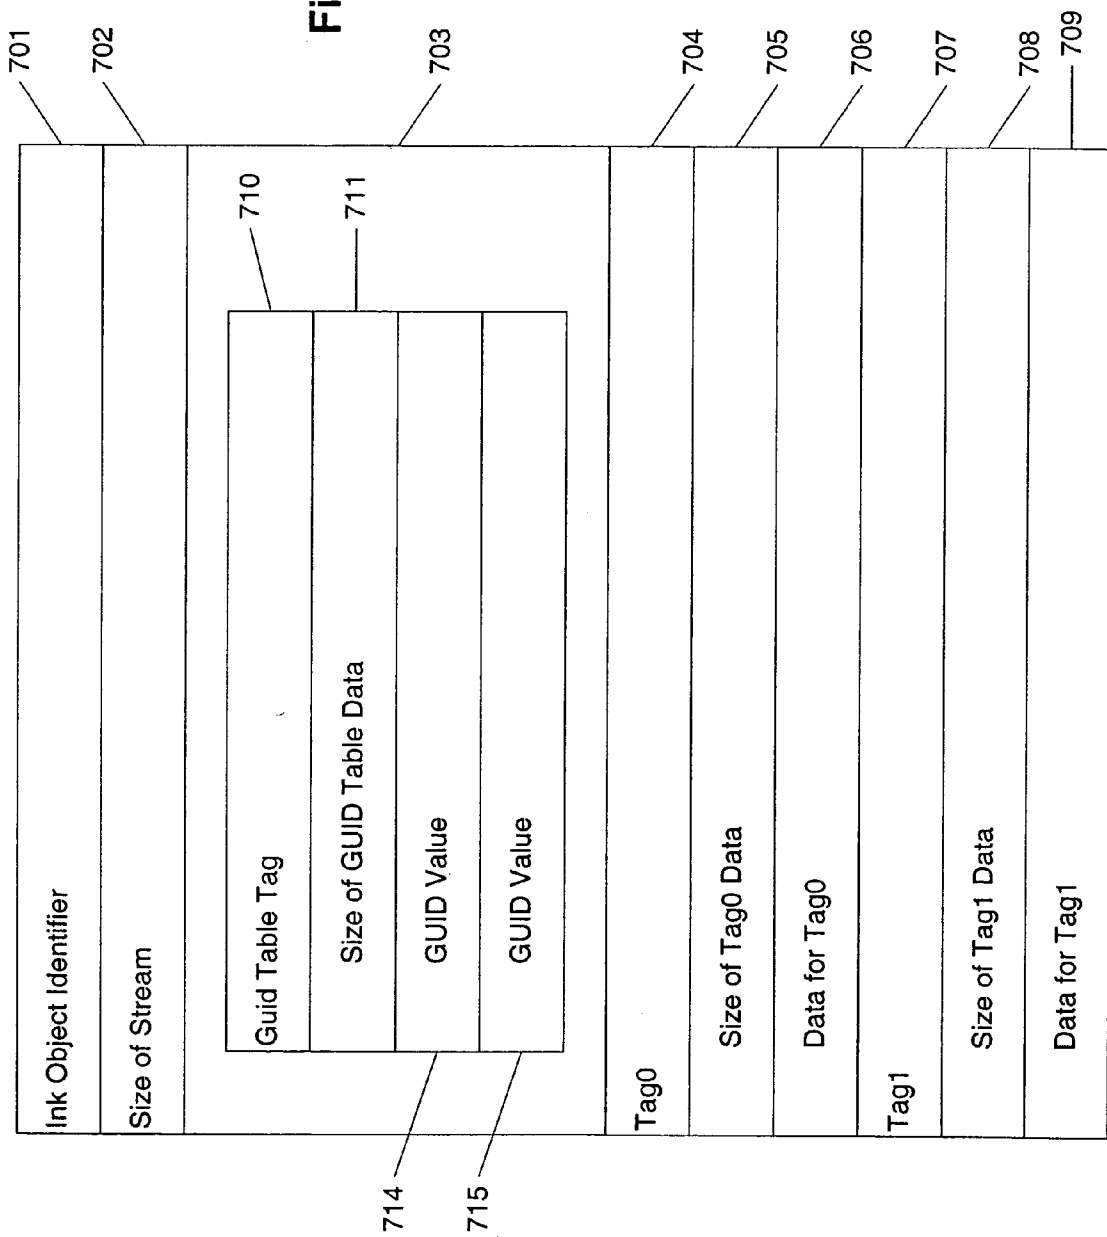 Fi
Ink Object Identifier 701
Size of Stream 702
703
Guid Table Tag 710
Size of GUID Table Data 711
714 GUID Value
715 GUID Value
Tag0 704
Size of Tag0 Data 705
Data for Tag0 706
Tag1 707
Size of Tag1 Data 708
Data for Tag1 709